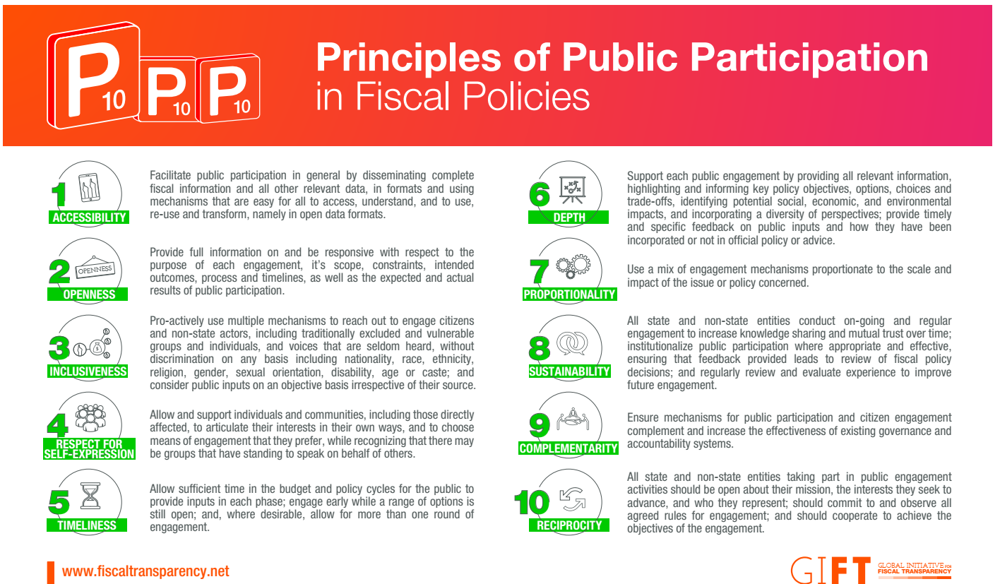 P10 P10 P10
Principles of Public Participation
in Fiscal Policies
1
ACCESSIBILITY
Facilitate public participation in general by disseminating complete
fiscal information and all other relevant data, in formats and using
mechanisms that are easy for all to access, understand, and to use,
re-use and transform, namely in open data formats.
2
OPENNESS
OPENNESS
Provide full information on and be responsive with respect to the
purpose of each engagement, it's scope, constraints, intended
outcomes, process and timelines, as well as the expected and actual
results of public participation.
3
$
INCLUSIVENESS
Pro-actively use multiple mechanisms to reach out to engage citizens
and non-state actors, including traditionally excluded and vulnerable
groups and individuals, and voices that are seldom heard, without
discrimination on any basis including nationality, race, ethnicity,
religion, gender, sexual orientation, disability, age or caste; and
consider public inputs on an objective basis irrespective of their source.
4
RESPECT FOR
SELF-EXPRESSION
Allow and support individuals and communities, including those directly
affected, to articulate their interests in their own ways, and to choose
means of engagement that they prefer, while recognizing that there may
be groups that have standing to speak on behalf of others.
5
TIMELINESS
Allow sufficient time in the budget and policy cycles for the public to
provide inputs in each phase; engage early while a range of options is
still open; and, where desirable, allow for more than one round of
engagement.
6
DEPTH
Support each public engagement by providing all relevant information,
highlighting and informing key policy objectives, options, choices and
trade-offs, identifying potential social, economic, and environmental
impacts, and incorporating a diversity of perspectives; provide timely
and specific feedback on public inputs and how they have been
incorporated or not in official policy or advice.
7
PROPORTIONALITY
Use a mix of engagement mechanisms proportionate to the scale and
impact of the issue or policy concerned.
8
SUSTAINABILITY
All state and non-state entities conduct on-going and regular
engagement to increase knowledge sharing and mutual trust over time;
institutionalize public participation where appropriate and effective,
ensuring that feedback provided leads to review of fiscal policy
decisions; and regularly review and evaluate experience to improve
future engagement.
9
COMPLEMENTARITY
Ensure mechanisms for public participation and citizen engagement
complement and increase the effectiveness of existing governance and
accountability systems.
10
RECIPROCITY
All state and non-state entities taking part in public engagement
activities should be open about their mission, the interests they seek to
advance, and who they represent; should commit to and observe all
agreed rules for engagement; and should cooperate to achieve the
objectives of the engagement.
www.fiscaltransparency.net
GIFT
GLOBAL INITIATIVE FOR
FISCAL TRANSPARENCY